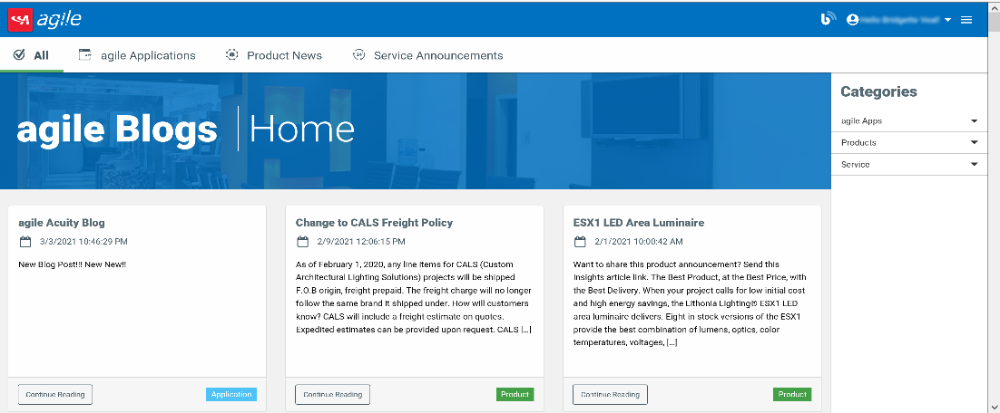 agile
All
agile Applications
Product News
Service Announcements
agile Blogs | Home
Categories
agile Apps
Products
Service
agile Acuity Blog
3/3/2021 10:46:29 PM
New Blog Post!!! New New!!
Continue Reading
Application
Change to CALS Freight Policy
2/9/2021 12:06:15 PM
As of February 1, 2020, any line items for CALS (Custom
Architectural Lighting Solutions) projects will be shipped
F.O.B origin, freight prepaid. The freight charge will no longer
follow the same brand it shipped under. How will customers
know? CALS will include a freight estimate on quotes.
Expedited estimates can be provided upon request. CALS [...]
Continue Reading
Product
ESX1 LED Area Luminaire
2/1/2021 10:00:42 AM
Want to share this product announcement? Send this
Insights article link. The Best Product, at the Best Price, with
the Best Delivery. When your project calls for low initial cost
and high energy savings, the Lithonia Lighting® ESX1 LED
area luminaire delivers. Eight in-stock versions of the ESX1
provide the best combination of lumens, optics, color
temperatures, voltages, [...]
Continue Reading
Product